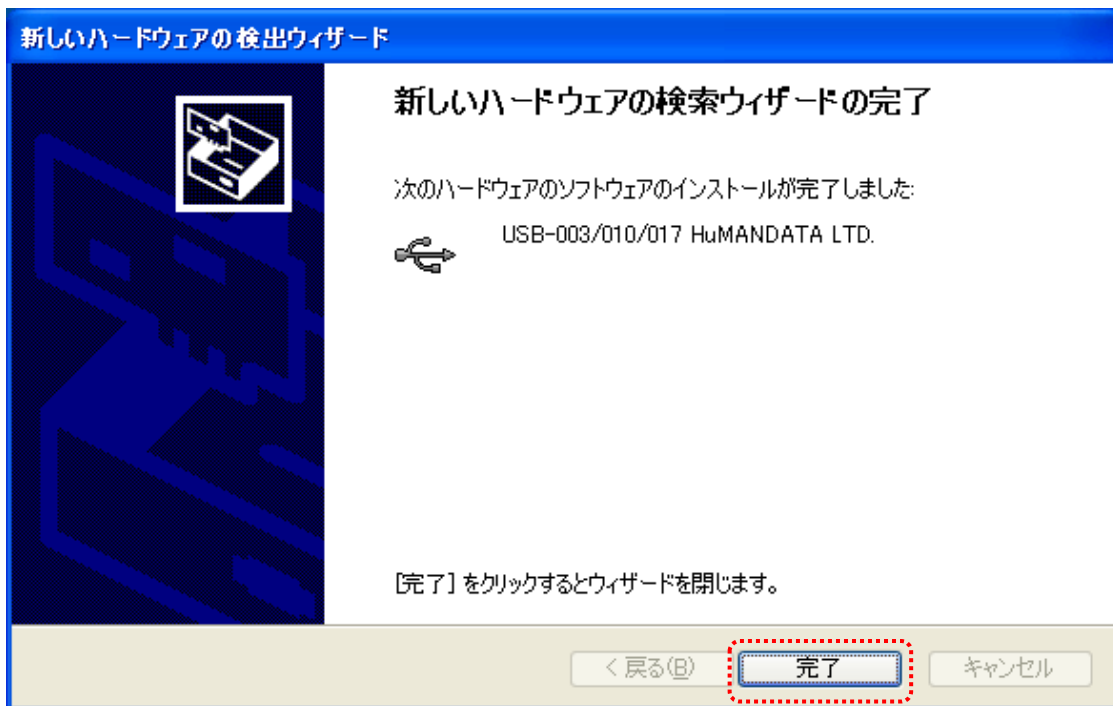 新しいハードウェアの検出ウィザード
新しいハードウェアの検索ウィザードの完了
次のハードウェアのソフトウェアのインストールが完了しました:
USB-003/010/017 HuMANDATA LTD.
[完了] をクリックするとウィザードを閉じます。
< 戻る(B) 完了 キャンセル